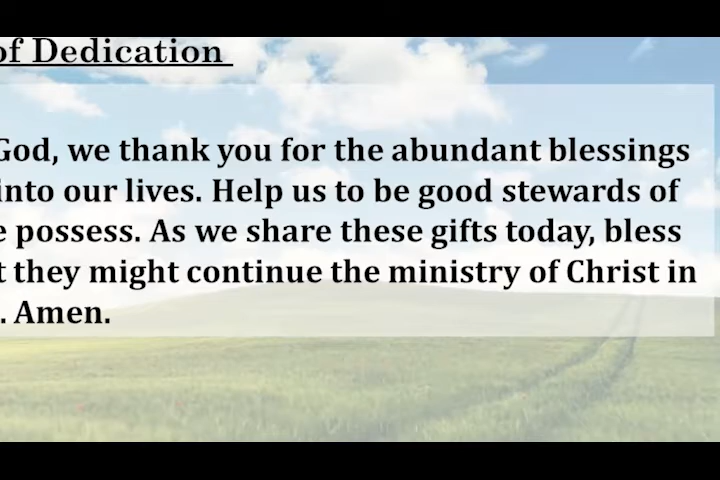 of Dedication
God, we thank you for the abundant blessings
into our lives. Help us to be good stewards of
possess. As we share these gifts today, bless
they might continue the ministry of Christ in
. Amen.